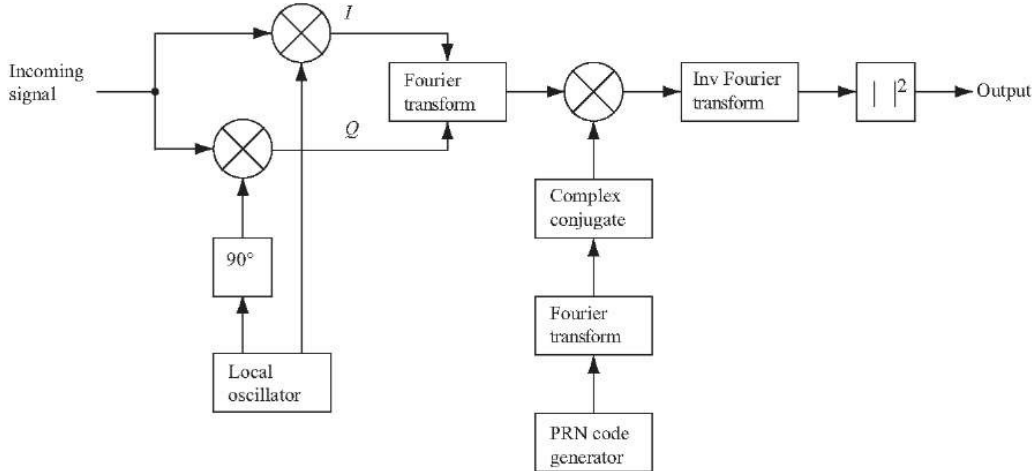 I
Incoming
signal
Fourier
transform
Inv Fourier
transform
| |²
Output
Q
Complex
conjugate
90°
Fourier
transform
Local
oscillator
PRN code
generator